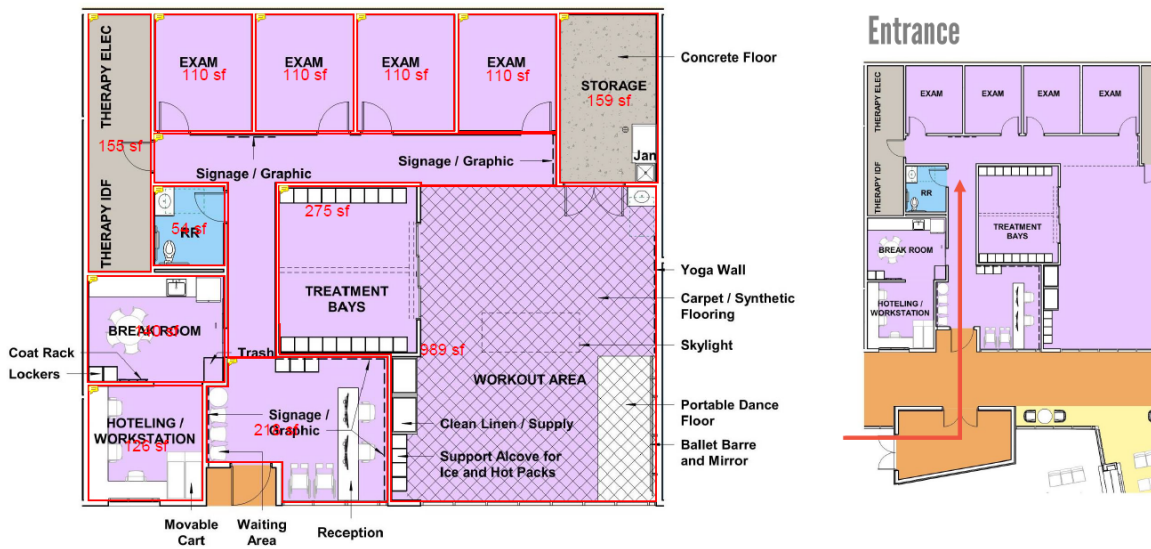 Entrance
THERAPY ELEC
THERAPY IDF
155 sf
EXAM
110 sf
EXAM
110 sf
EXAM
110 sf
EXAM
110 sf
STORAGE
159 sf
Concrete Floor
Jan
Signage / Graphic
Signage / Graphic
54 sf
RR
275 sf
TREATMENT
BAYS
Yoga Wall
Carpet / Synthetic
Flooring
Skylight
BREAK ROOM
140 sf
Coat Rack
Lockers
Trash
989 sf
WORKOUT AREA
HOTELING /
WORKSTATION
126 sf
Signage /
Graphic
Clean Linen / Supply
Support Alcove for
Ice and Hot Packs
Portable Dance
Floor
Ballet Barre
and Mirror
Movable
Cart
Waiting
Area
Reception
THERAPY ELEC
THERAPY IDF
EXAM
EXAM
EXAM
EXAM
RR
TREATMENT
BAYS
BREAK ROOM
HOTELING /
WORKSTATION